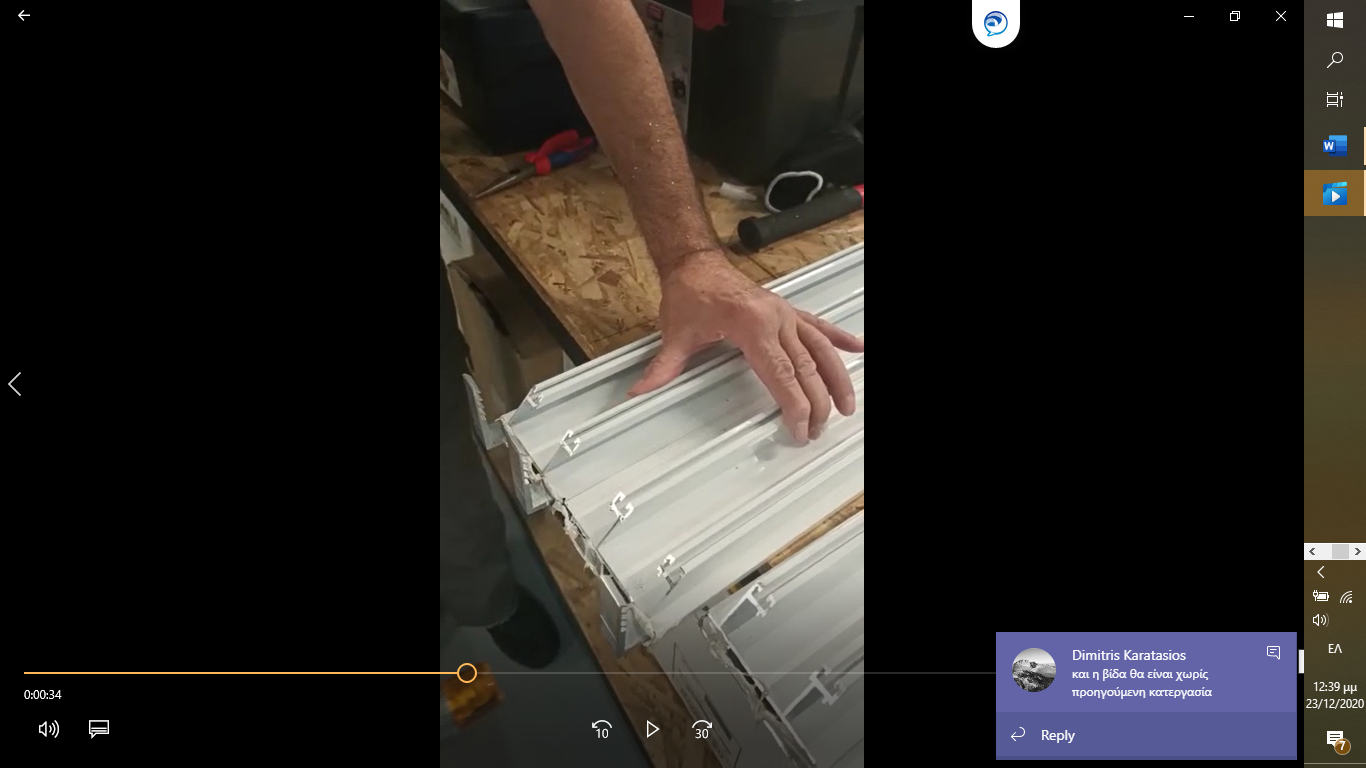 W
0:00:34
10
30
Dimitris Karatasios
και η βίδα θα είναι χωρίς
προηγούμενη κατεργασία
Reply
ΕΛ
12:39 μμ
23/12/2020
7